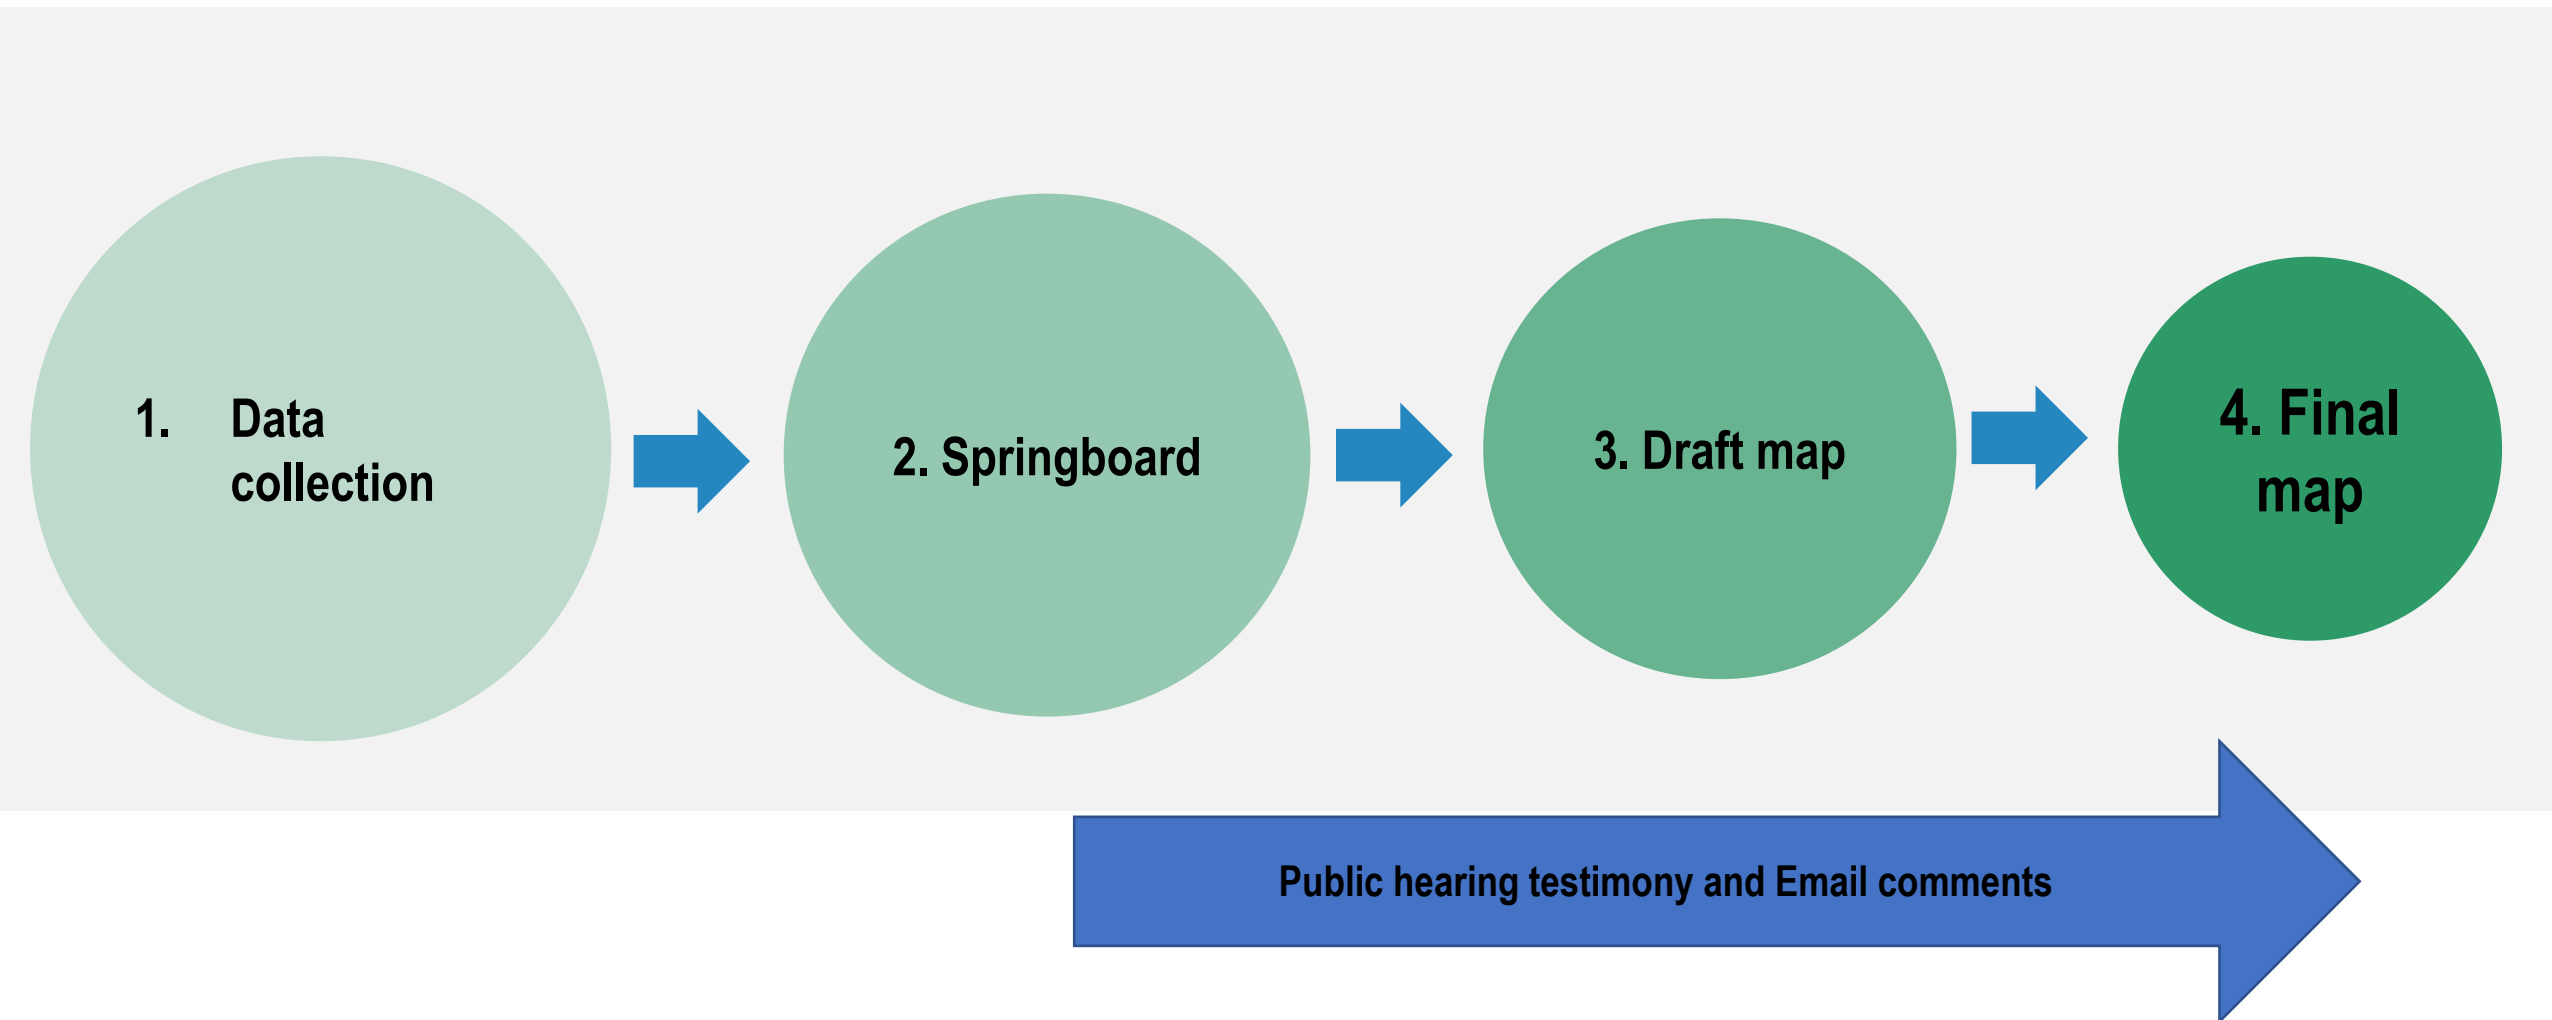 1. Data
collection
2. Springboard
3. Draft map
4. Final
map
Public hearing testimony and Email comments